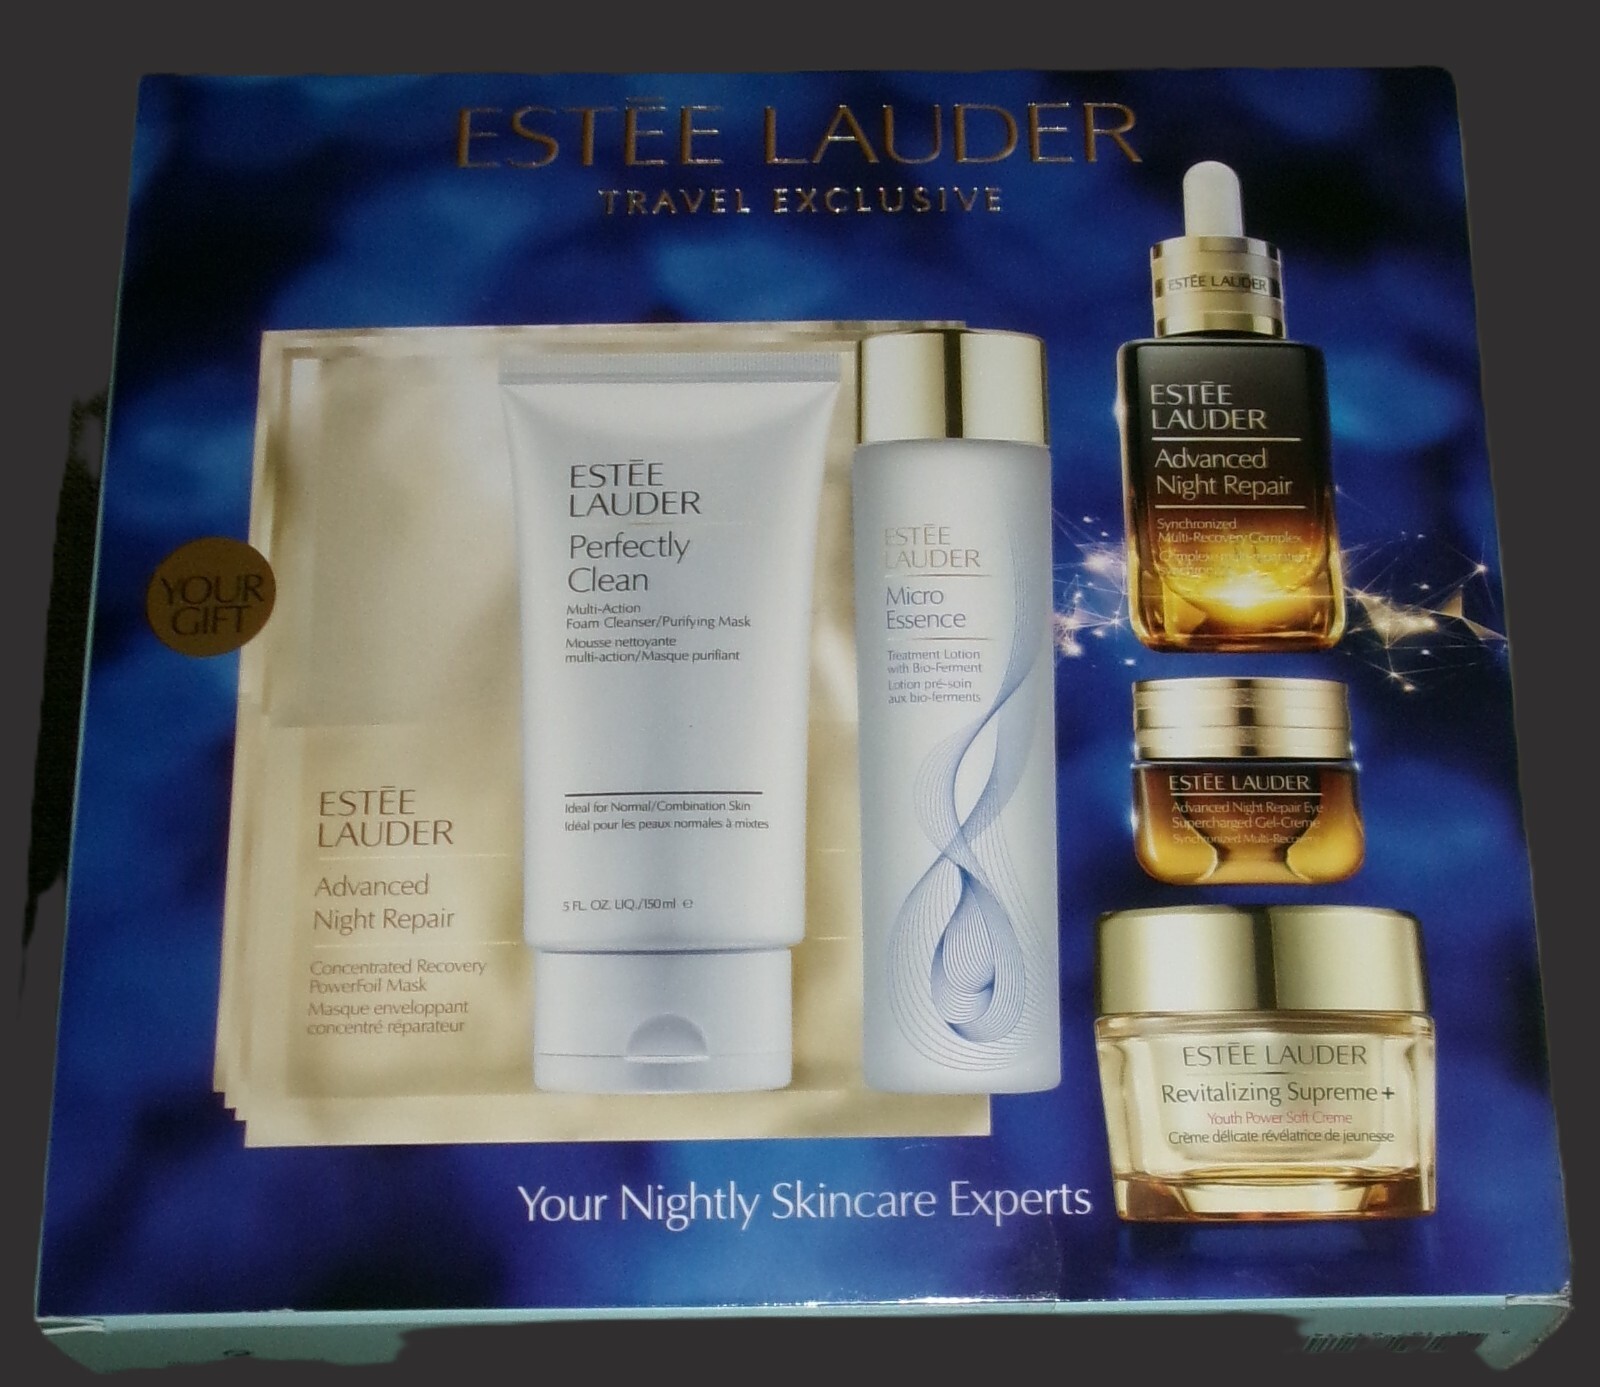 ESTĒE LAUDER
TRAVEL EXCLUSIVE
YOUR
GIFT
ESTĒE
LAUDER
Advanced
Night Repair
Concentrated Recovery
PowerFoil Mask
Masque enveloppant
concentré réparateur
ESTĒE
LAUDER
Perfectly
Clean
Multi-Action
Foam Cleanser/Purifying Mask
Mousse nettoyante
multi-action/Masque purifiant
Ideal for Normal/Combination Skin
Idéal pour les peaux normales à mixtes
5 FL. OZ. LIQ./150 ml e
ESTĒE
LAUDER
Micro
Essence
Treatment Lotion
with Bio-Ferment
Lotion pré-soin
aux bio-ferments
ESTĒE LAUDER
ESTĒE
LAUDER
Advanced
Night Repair
Synchronized
Multi-Recovery Complex
ESTĒE LAUDER
Advanced Night Repair Eye
Supercharged Gel-Creme
Synchronized
ESTĒE LAUDER
Revitalizing Supreme+
Youth Power Soft Creme
Crème délicate révélatrice de jeunesse
Your Nightly Skincare Experts